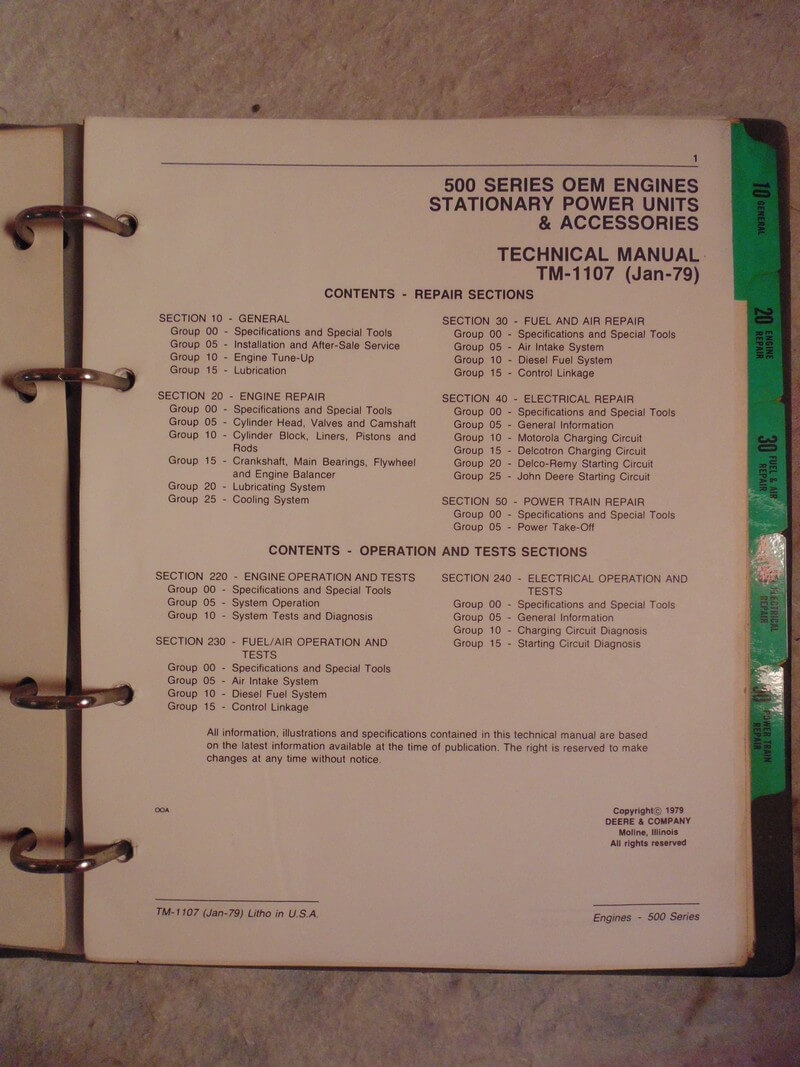 1
500 SERIES OEM ENGINES
STATIONARY POWER UNITS
& ACCESSORIES
TECHNICAL MANUAL
TM-1107 (Jan-79)
CONTENTS - REPAIR SECTIONS
SECTION 10 - GENERAL
Group 00 - Specifications and Special Tools
Group 05 - Installation and After-Sale Service
Group 10 - Engine Tune-Up
Group 15 - Lubrication
SECTION 20 - ENGINE REPAIR
Group 00 - Specifications and Special Tools
Group 05 - Cylinder Head, Valves and Camshaft
Group 10 - Cylinder Block, Liners, Pistons and
Rods
Group 15 - Crankshaft, Main Bearings, Flywheel
and Engine Balancer
Group 20 - Lubricating System
Group 25 - Cooling System
SECTION 30 - FUEL AND AIR REPAIR
Group 00 - Specifications and Special Tools
Group 05 - Air Intake System
Group 10 - Diesel Fuel System
Group 15 - Control Linkage
SECTION 40 - ELECTRICAL REPAIR
Group 00 - Specifications and Special Tools
Group 05 - General Information
Group 10 - Motorola Charging Circuit
Group 15 - Delcotron Charging Circuit
Group 20 - Delco-Remy Starting Circuit
Group 25 - John Deere Starting Circuit
SECTION 50 - POWER TRAIN REPAIR
Group 00 - Specifications and Special Tools
Group 05 - Power Take-Off
CONTENTS - OPERATION AND TESTS SECTIONS
SECTION 220 - ENGINE OPERATION AND TESTS
Group 00 - Specifications and Special Tools
Group 05 - System Operation
Group 10 - System Tests and Diagnosis
SECTION 230 - FUEL/AIR OPERATION AND
TESTS
Group 00 - Specifications and Special Tools
Group 05 - Air Intake System
Group 10 - Diesel Fuel System
Group 15 - Control Linkage
SECTION 240 - ELECTRICAL OPERATION AND
TESTS
Group 00 - Specifications and Special Tools
Group 05 - General Information
Group 10 - Charging Circuit Diagnosis
Group 15 - Starting Circuit Diagnosis
All information, illustrations and specifications contained in this technical manual are based
on the latest information available at the time of publication. The right is reserved to make
changes at any time without notice.
OOA
Copyright© 1979
DEERE & COMPANY
Moline, Illinois
All rights reserved
TM-1107 (Jan-79) Litho in U.S.A.
Engines - 500 Series
10 GENERAL
20 ENGINE
REPAIR
30 FUEL & AIR
REPAIR
ELECTRICAL
REPAIR
POWER TRAIN
REPAIR